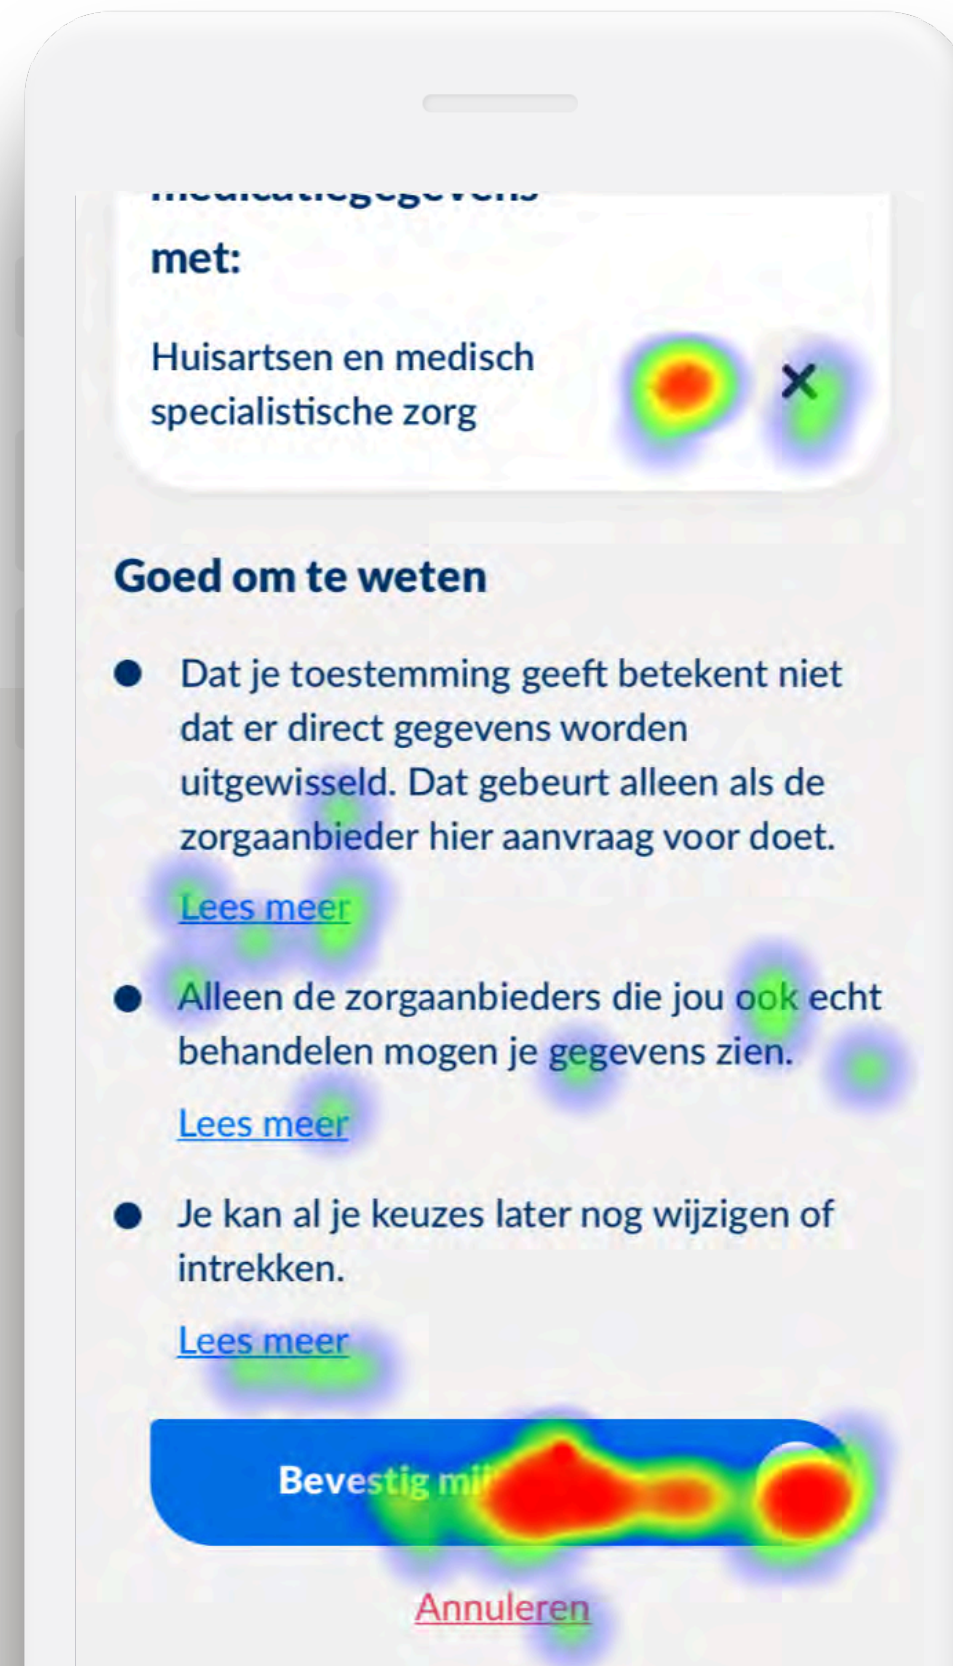 medicatiegegevens
met:
Huisartsen en medisch
specialistische zorg
Goed om te weten
Dat je toestemming geeft betekent niet
dat er direct gegevens worden
uitgewisseld. Dat gebeurt alleen als de
zorgaanbieder hier aanvraag voor doet.
Lees meer
Alleen de zorgaanbieders die jou ook echt
behandelen mogen je gegevens zien.
Lees meer
Je kan al je keuzes later nog wijzigen of
intrekken.
Lees meer
Bevestig
Annuleren